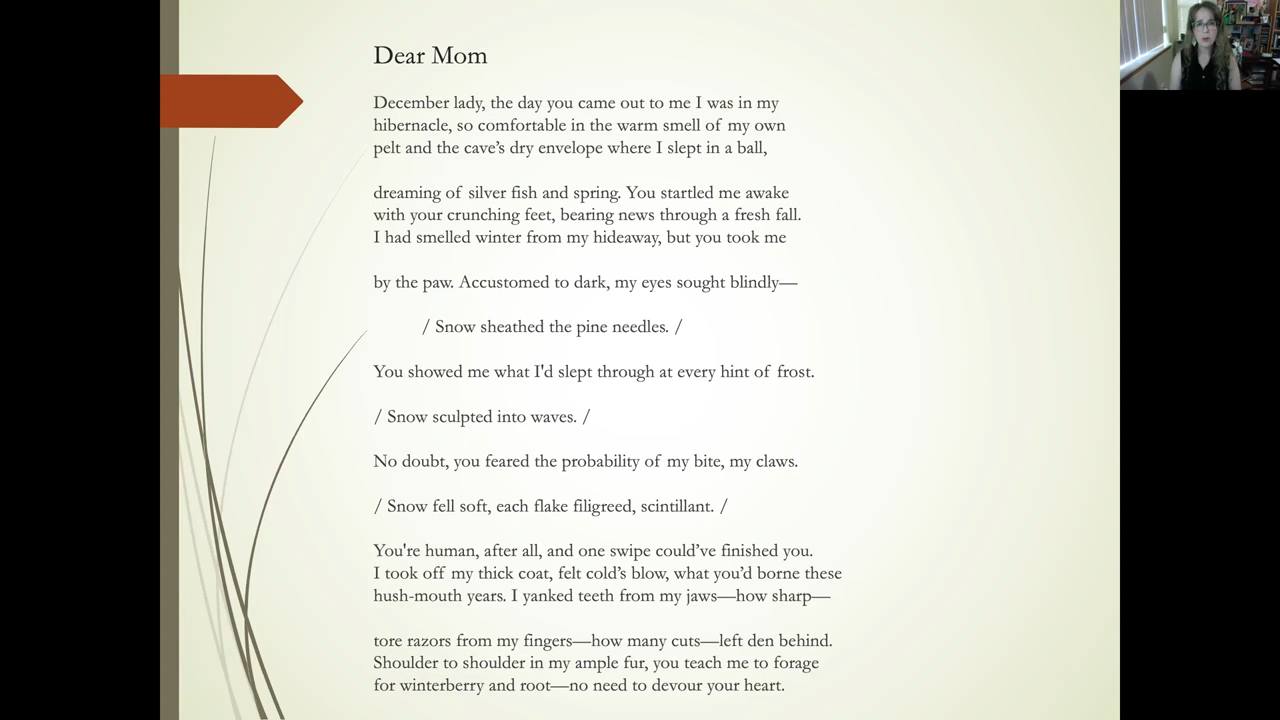 Dear Mom
December lady, the day you came out to me I was in my
hibernacle, so comfortable in the warm smell of my own
pelt and the cave's dry envelope where I slept in a ball,
dreaming of silver fish and spring. You startled me awake
with your crunching feet, bearing news through a fresh fall.
I had smelled winter from my hideaway, but you took me
by the paw. Accustomed to dark, my eyes sought blindly—
/ Snow sheathed the pine needles. /
You showed me what I'd slept through at every hint of frost.
/ Snow sculpted into waves. /
No doubt, you feared the probability of my bite, my claws.
/ Snow fell soft, each flake filigreed, scintillant. /
You're human, after all, and one swipe could've finished you.
I took off my thick coat, felt cold's blow, what you'd borne these
hush-mouth years. I yanked teeth from my jaws—how sharp—
tore razors from my fingers—how many cuts—left den behind.
Shoulder to shoulder in my ample fur, you teach me to forage
for winterberry and root—no need to devour your heart.